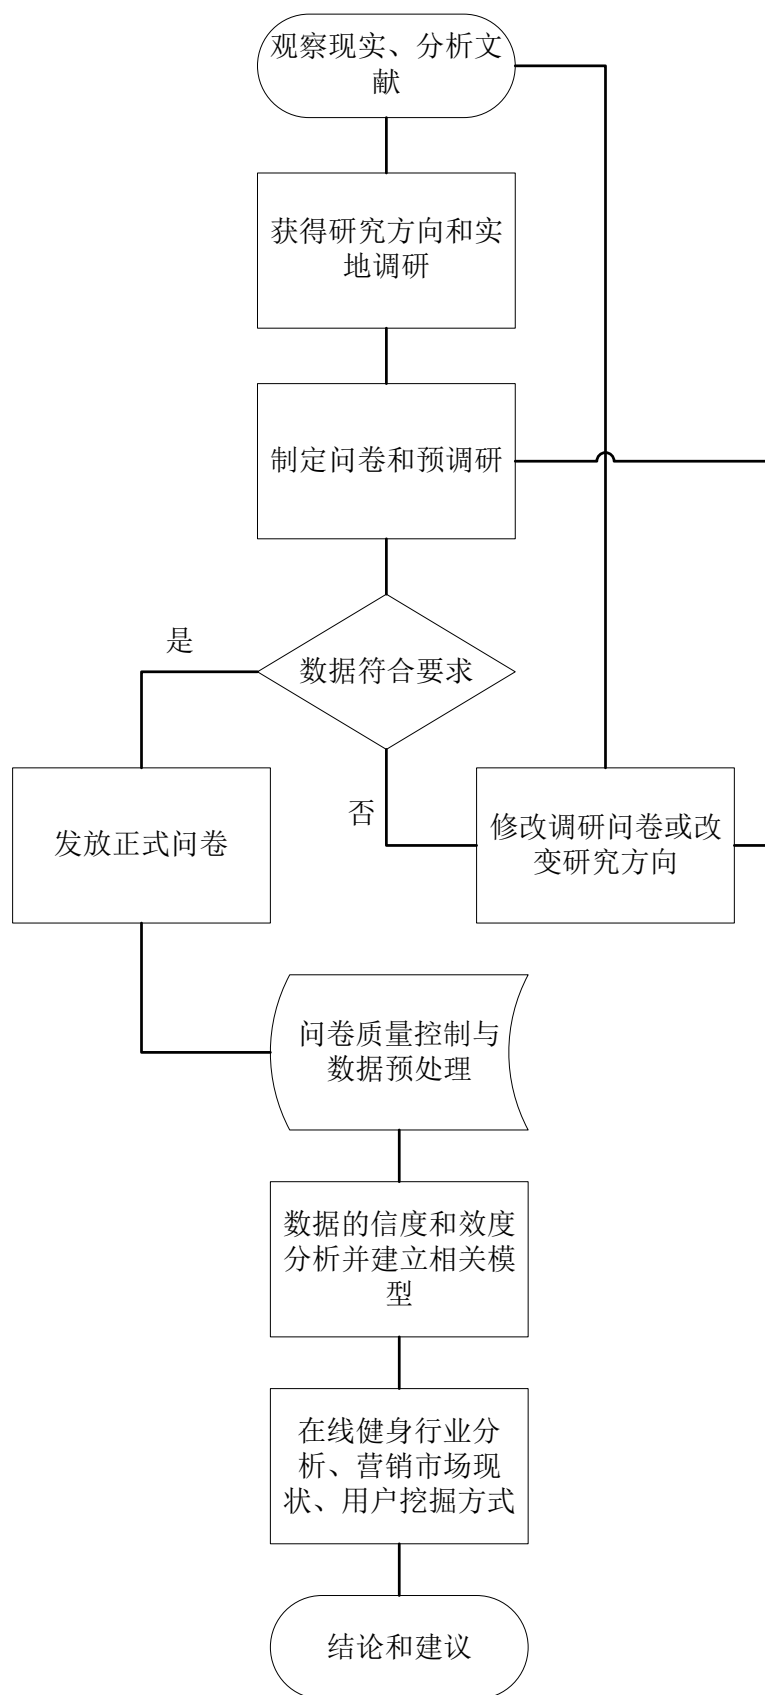 观察现实、分析文
献
获得研究方向和实
地调研
制定问卷和预调研
是
数据符合要求
否
发放正式问卷
修改调研问卷或改
变研究方向
问卷质量控制与
数据预处理
数据的信度和效度
分析并建立相关模
型
在线健身行业分
析、营销市场现
状、用户挖掘方式
结论和建议